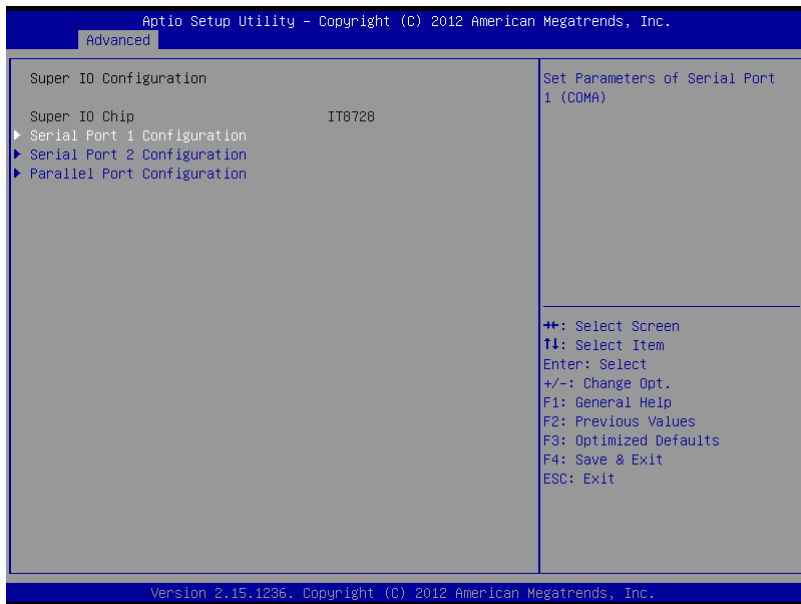 Aptio Setup Utility – Copyright (C) 2012 American Megatrends, Inc.
Advanced
Super IO Configuration
Super IO Chip IT8728
Serial Port 1 Configuration
Serial Port 2 Configuration
Parallel Port Configuration
Set Parameters of Serial Port
1 (COMA)
→←: Select Screen
↑↓: Select Item
Enter: Select
+/-: Change Opt.
F1: General Help
F2: Previous Values
F3: Optimized Defaults
F4: Save & Exit
ESC: Exit
Version 2.15.1236. Copyright (C) 2012 American Megatrends, Inc.